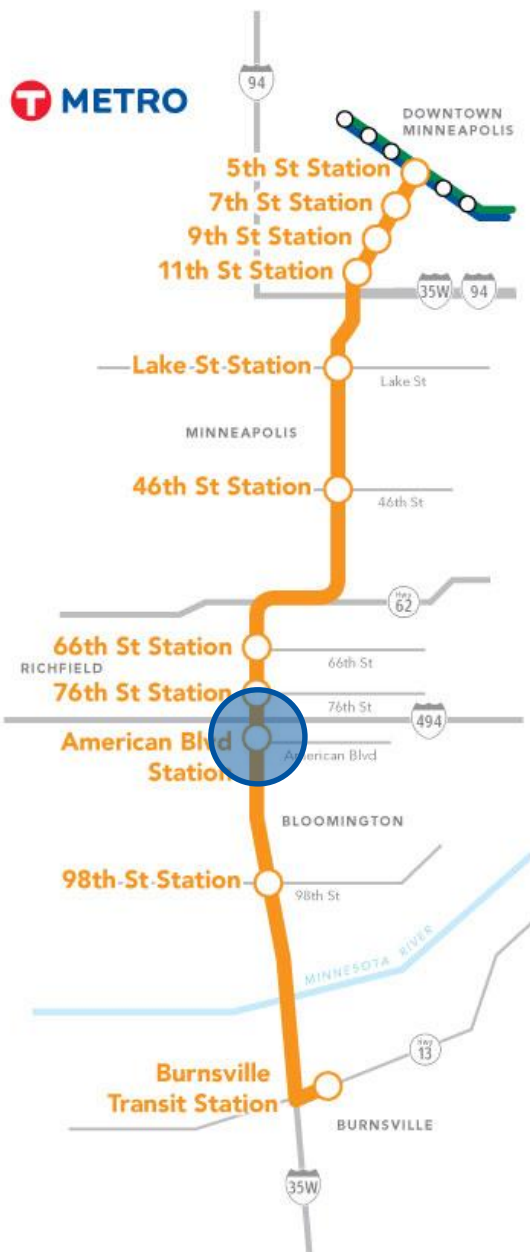 94
T METRO
DOWNTOWN
MINNEAPOLIS
5th St Station
7th St Station
9th St Station
11th St Station
35W
94
Lake St Station
Lake St
MINNEAPOLIS
46th St Station
46th St
Hwy
62
66th St Station
66th St
RICHFIELD
76th St Station
76th St
494
American Blvd
Station
American Blvd
BLOOMINGTON
98th St Station
98th St
MINNESOTA RIVER
Hwy
13
Burnsville
Transit Station
BURNSVILLE
35W